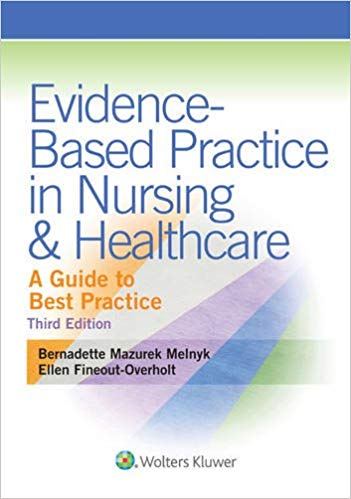 Evidence-
Based Practice
in Nursing
& Healthcare
A Guide to
Best Practice
Third Edition
Bernadette Mazurek Melnyk
Ellen Fineout-Overholt
Wolters Kluwer